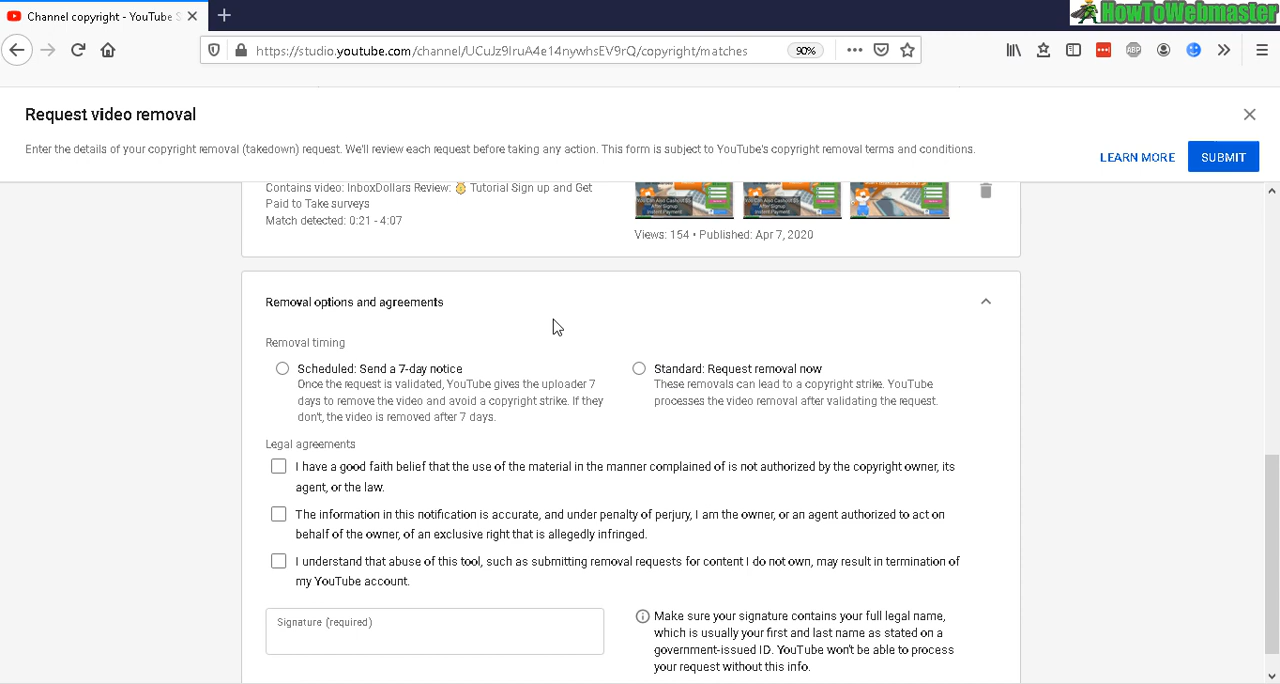 Channel copyright - YouTube S
HowToWebmaster
https://studio.youtube.com/channel/UCuJz9IruA4e14nywhsEV9rQ/copyright/matches
90%
ABP
Request video removal
Enter the details of your copyright removal (takedown) request. We'll review each request before taking any action. This form is subject to YouTube's copyright removal terms and conditions.
LEARN MORE
SUBMIT
Contains video: InboxDollars Review: Tutorial Sign up and Get
Paid to Take surveys
Match detected: 0:21 - 4:07
Views: 154 • Published: Apr 7, 2020
Removal options and agreements
Removal timing
Scheduled: Send a 7-day notice
Once the request is validated, YouTube gives the uploader 7
days to remove the video and avoid a copyright strike. If they
don't, the video is removed after 7 days.
Standard: Request removal now
These removals can lead to a copyright strike. YouTube
processes the video removal after validating the request.
Legal agreements
I have a good faith belief that the use of the material in the manner complained of is not authorized by the copyright owner, its
agent, or the law.
The information in this notification is accurate, and under penalty of perjury, I am the owner, or an agent authorized to act on
behalf of the owner, of an exclusive right that is allegedly infringed.
I understand that abuse of this tool, such as submitting removal requests for content I do not own, may result in termination of
my YouTube account.
Signature (required)
Make sure your signature contains your full legal name,
which is usually your first and last name as stated on a
government-issued ID. YouTube won't be able to process
your request without this info.